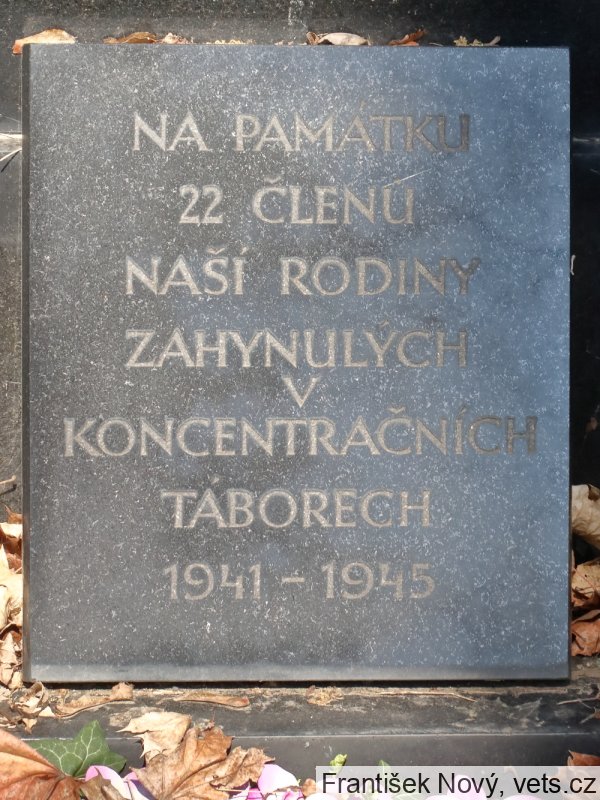 NA PAMÁTKU
22 ČLENŮ
NAŠÍ RODINY
ZAHYNULÝCH
V
KONCENTRAČNÍCH
TÁBORECH
1941 – 1945
František Nový, vets.cz